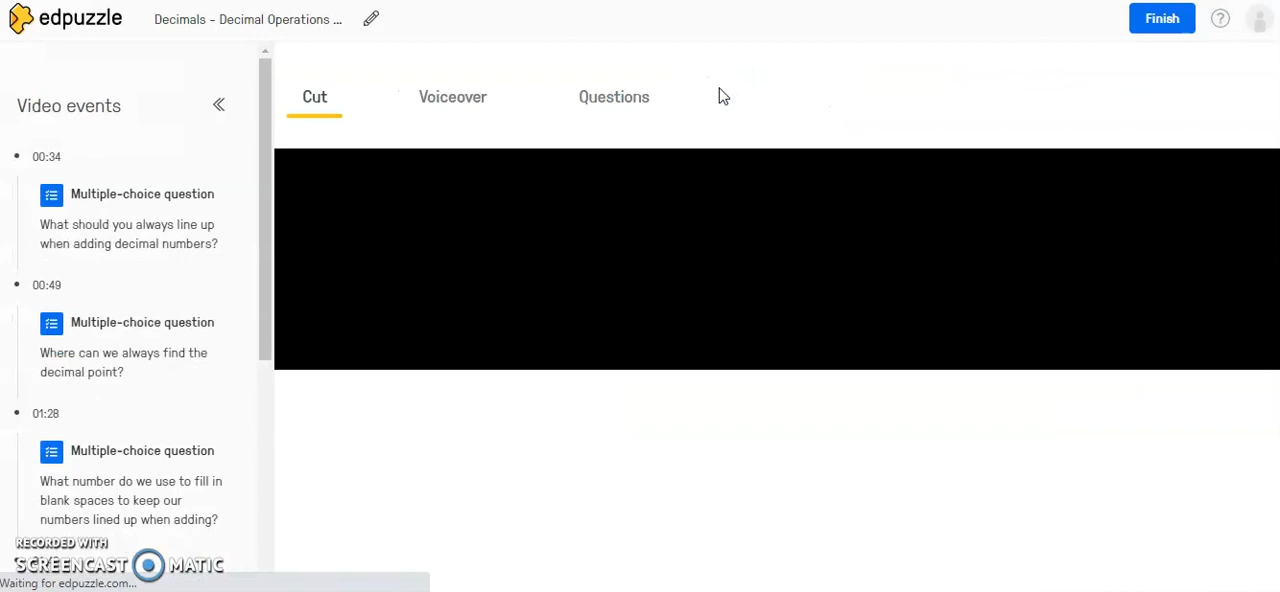 edpuzzle
Decimals - Decimal Operations ...
Finish
?
Video events
Cut
Voiceover
Questions
00:34
Multiple-choice question
What should you always line up
when adding decimal numbers?
00:49
Multiple-choice question
Where can we always find the
decimal point?
01:28
Multiple-choice question
What number do we use to fill in
blank spaces to keep our
numbers lined up when adding?
RECORDED WITH
SCREENCAST MATIC
Waiting for edpuzzle.com...